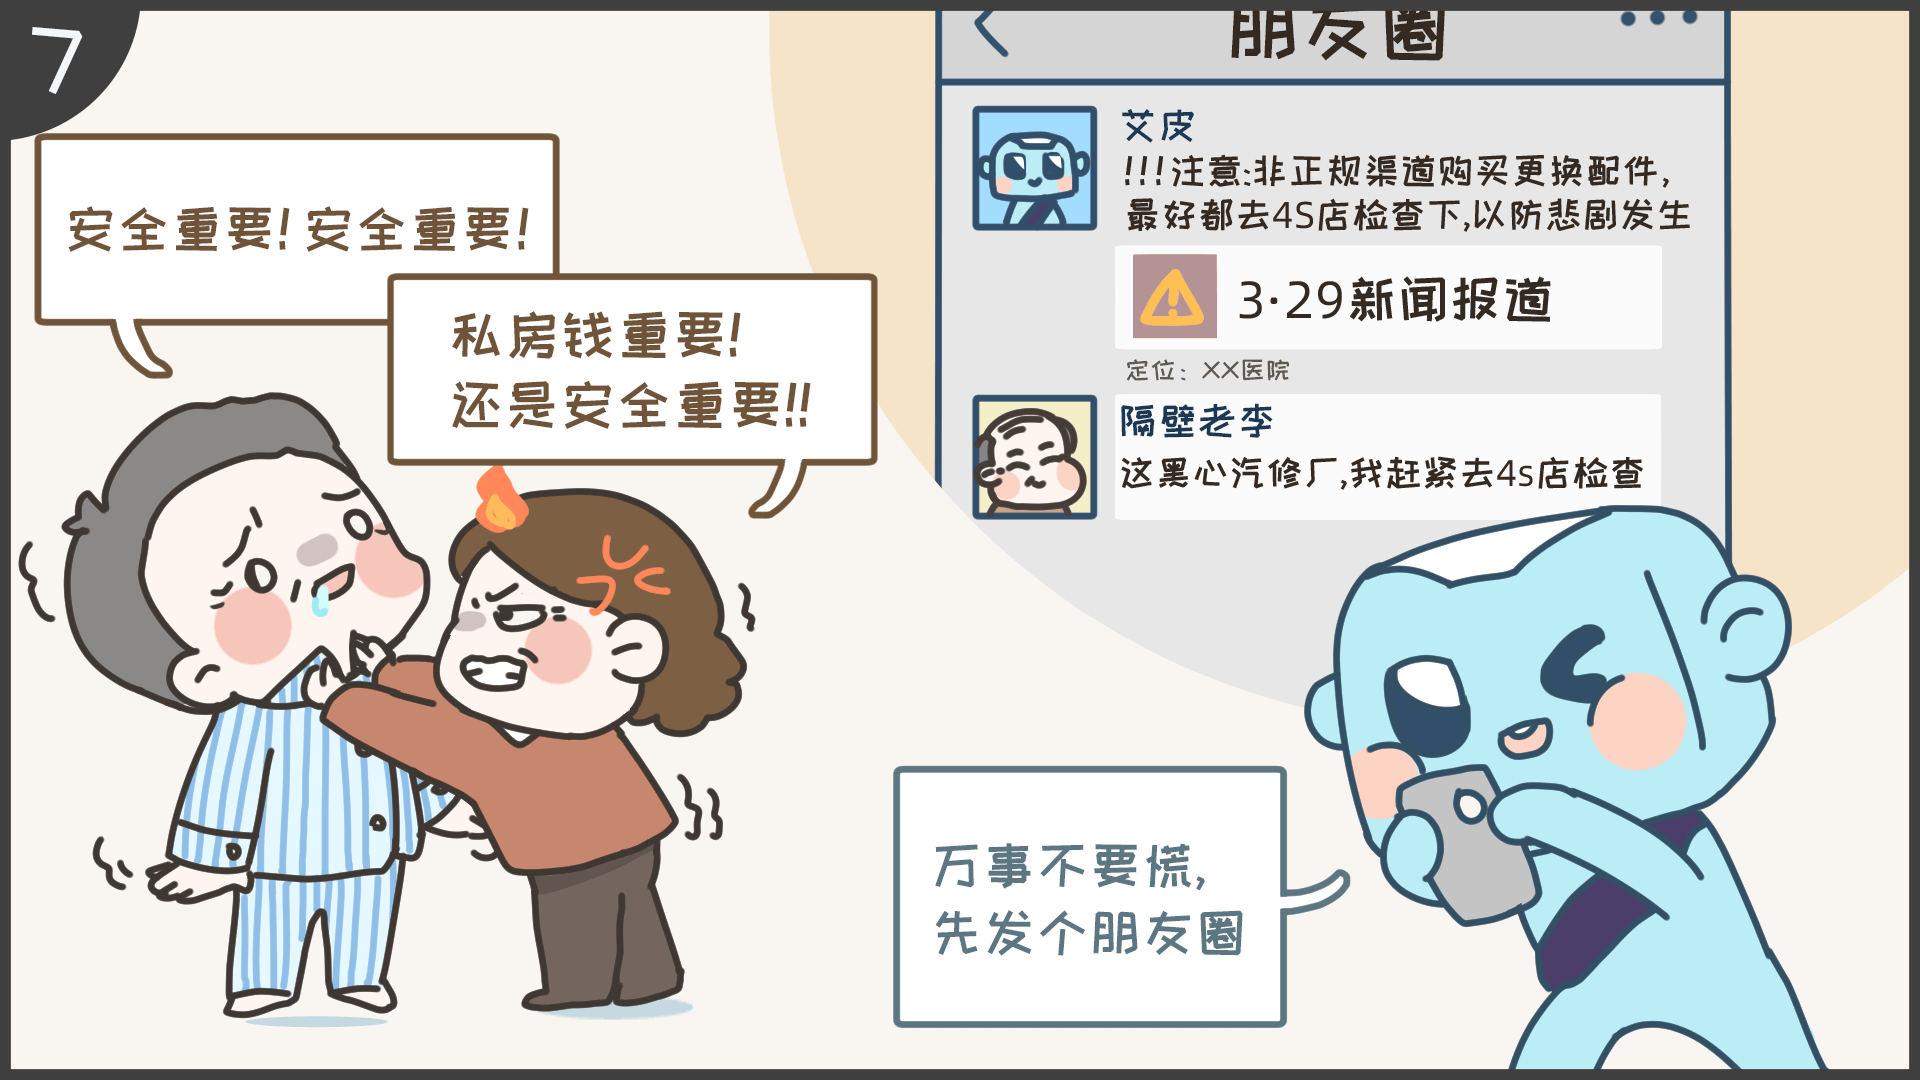 7
安全重要!安全重要!
私房钱重要!
还是安全重要!!
朋友圈
艾皮
!!!注意:非正规渠道购买更换配件,
最好都去4S店检查下,以防悲剧发生
3·29新闻报道
定位：XX医院
隔壁老李
这黑心汽修厂,我赶紧去4s店检查
万事不要慌,
先发个朋友圈